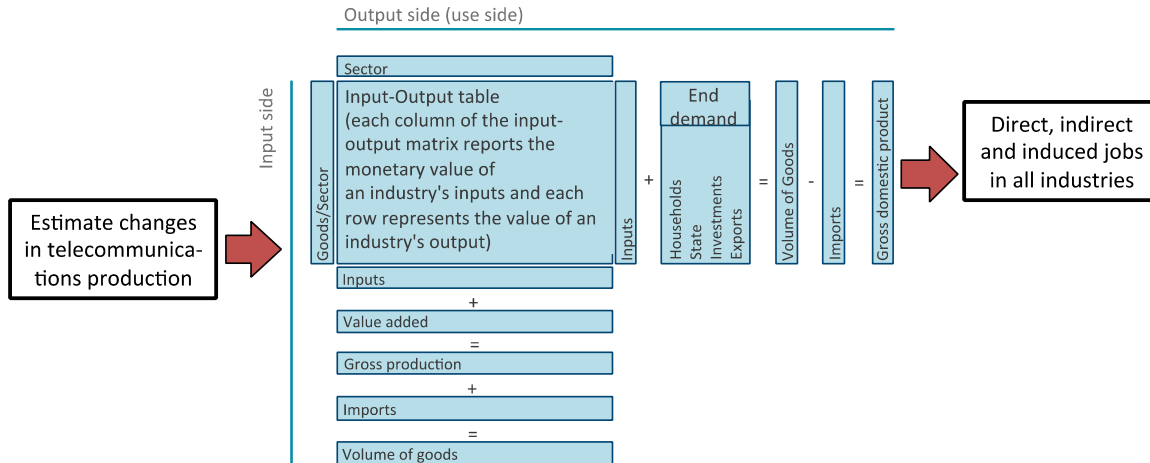 Output side (use side)
Input side
Sector
Goods/Sector
Input-Output table
(each column of the input-
output matrix reports the
monetary value of
an industry's inputs and each
row represents the value of an
industry's output)
Inputs
+
End
demand
Households
State
Investments
Exports
=
Volume of Goods
-
Imports
=
Gross domestic product
Direct, indirect
and induced jobs
in all industries
Estimate changes
in telecommunica-
tions production
Inputs
+
Value added
=
Gross production
+
Imports
=
Volume of goods